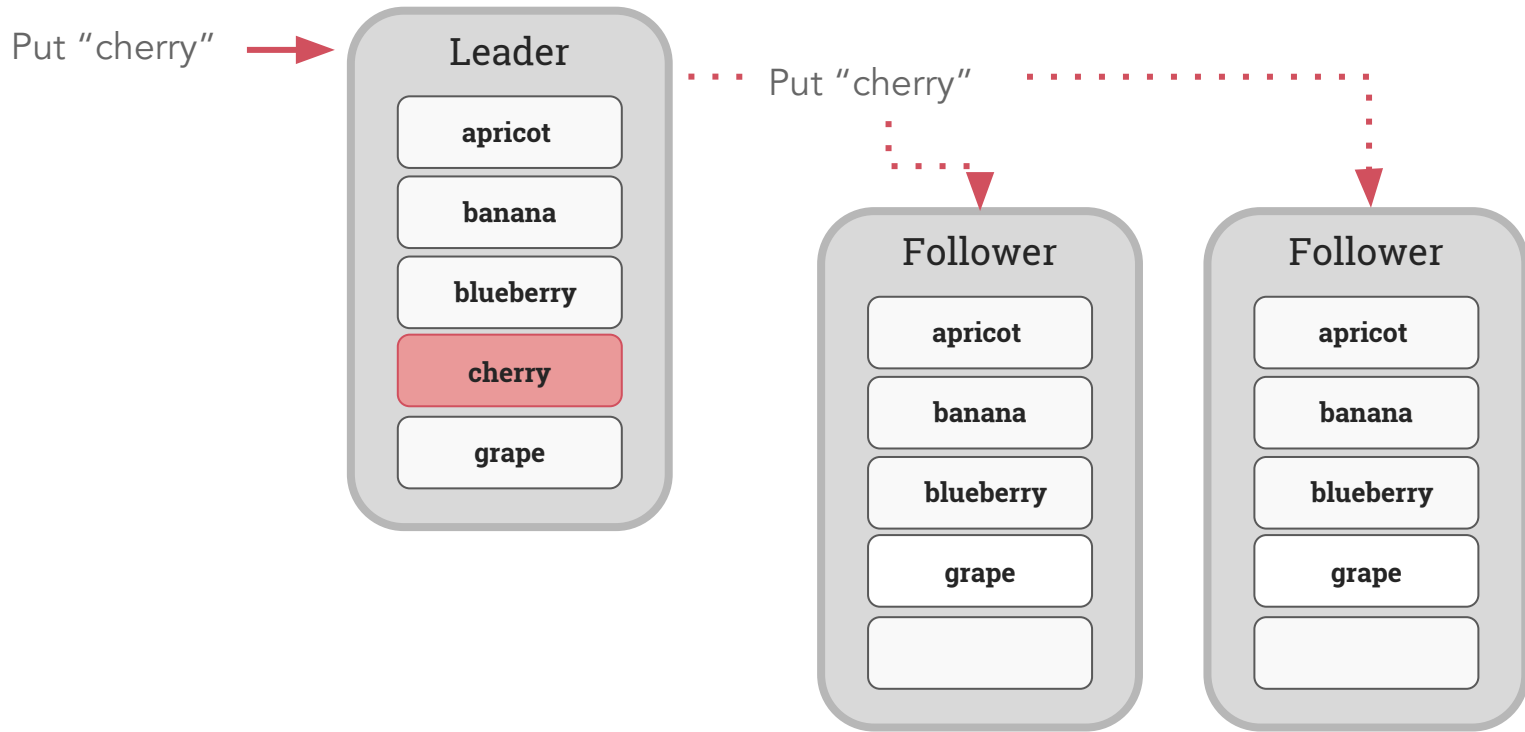 Put “cherry”
Leader
apricot
banana
blueberry
cherry
grape
Put “cherry”
Follower
apricot
banana
blueberry
grape
Follower
apricot
banana
blueberry
grape